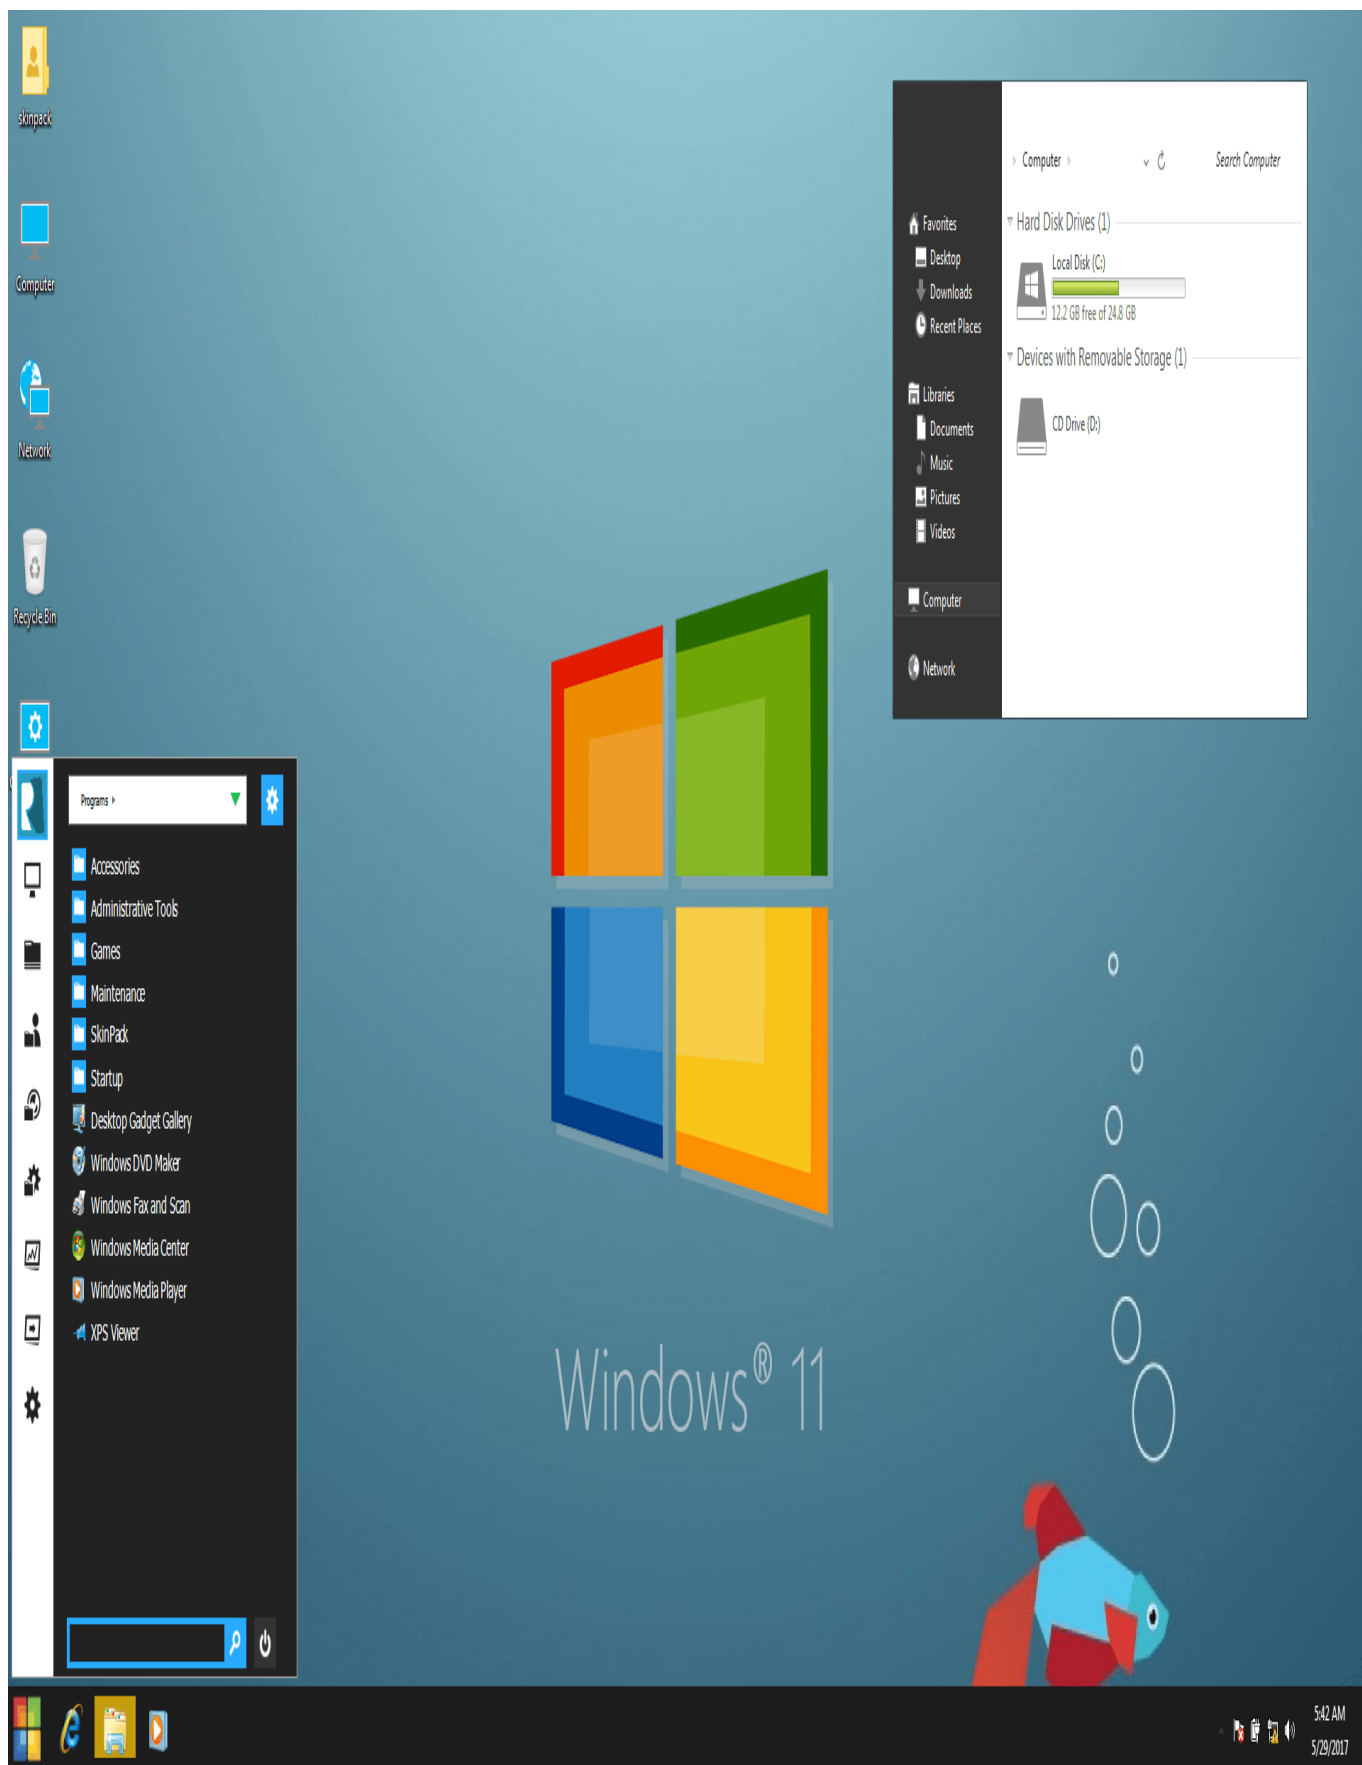 skinpack
Computer
Network
Recycle Bin
Computer
Search Computer
Favorites
Desktop
Downloads
Recent Places
Libraries
Documents
Music
Pictures
Videos
Computer
Network
Hard Disk Drives (1)
Local Disk (C:)
12.2 GB free of 24.8 GB
Devices with Removable Storage (1)
CD Drive (D:)
Programs
Accessories
Administrative Tools
Games
Maintenance
SkinPack
Startup
Desktop Gadget Gallery
Windows DVD Maker
Windows Fax and Scan
Windows Media Center
Windows Media Player
XPS Viewer
Windows® 11
5:42 AM
5/29/2017